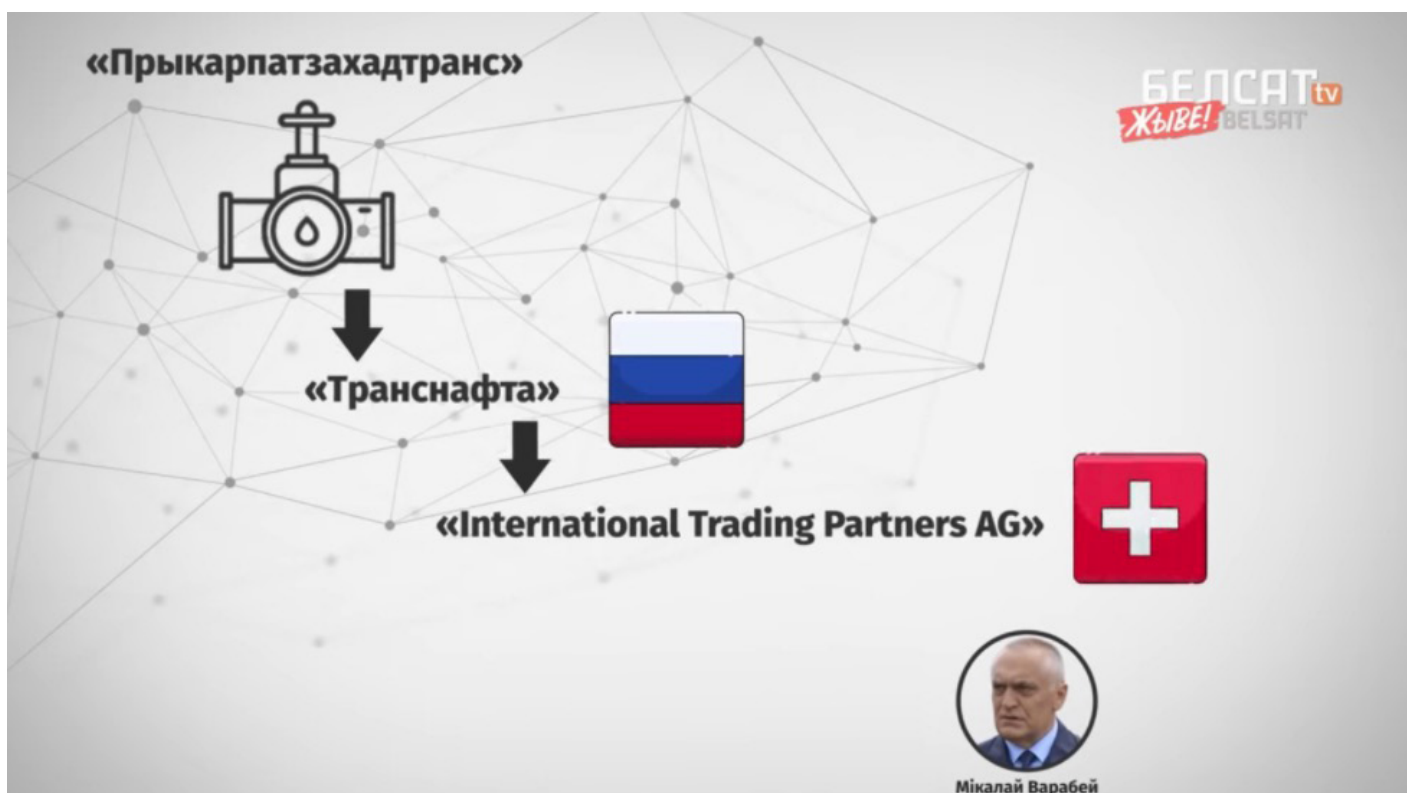 «Прыкарпатзахадтранс»
БЕЛСАТ tv
ЖЫВЕ! BELSAT
«Транснафта»
«International Trading Partners AG»
Мікалай Варабей